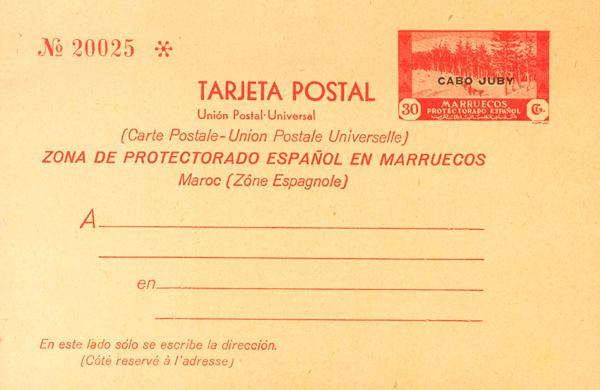 № 20025 *
CABO JUBY
30 MARRUECOS Cts.
PROTECTORADO ESPAÑOL
TARJETA POSTAL
Unión Postal-Universal
(Carte Postale-Union Postale Universelle)
ZONA DE PROTECTORADO ESPAÑOL EN MARRUECOS
Maroc (Zône Espagnole)
A
en
En este lado sólo se escribe la dirección.
(Côté reservé à l'adresse)